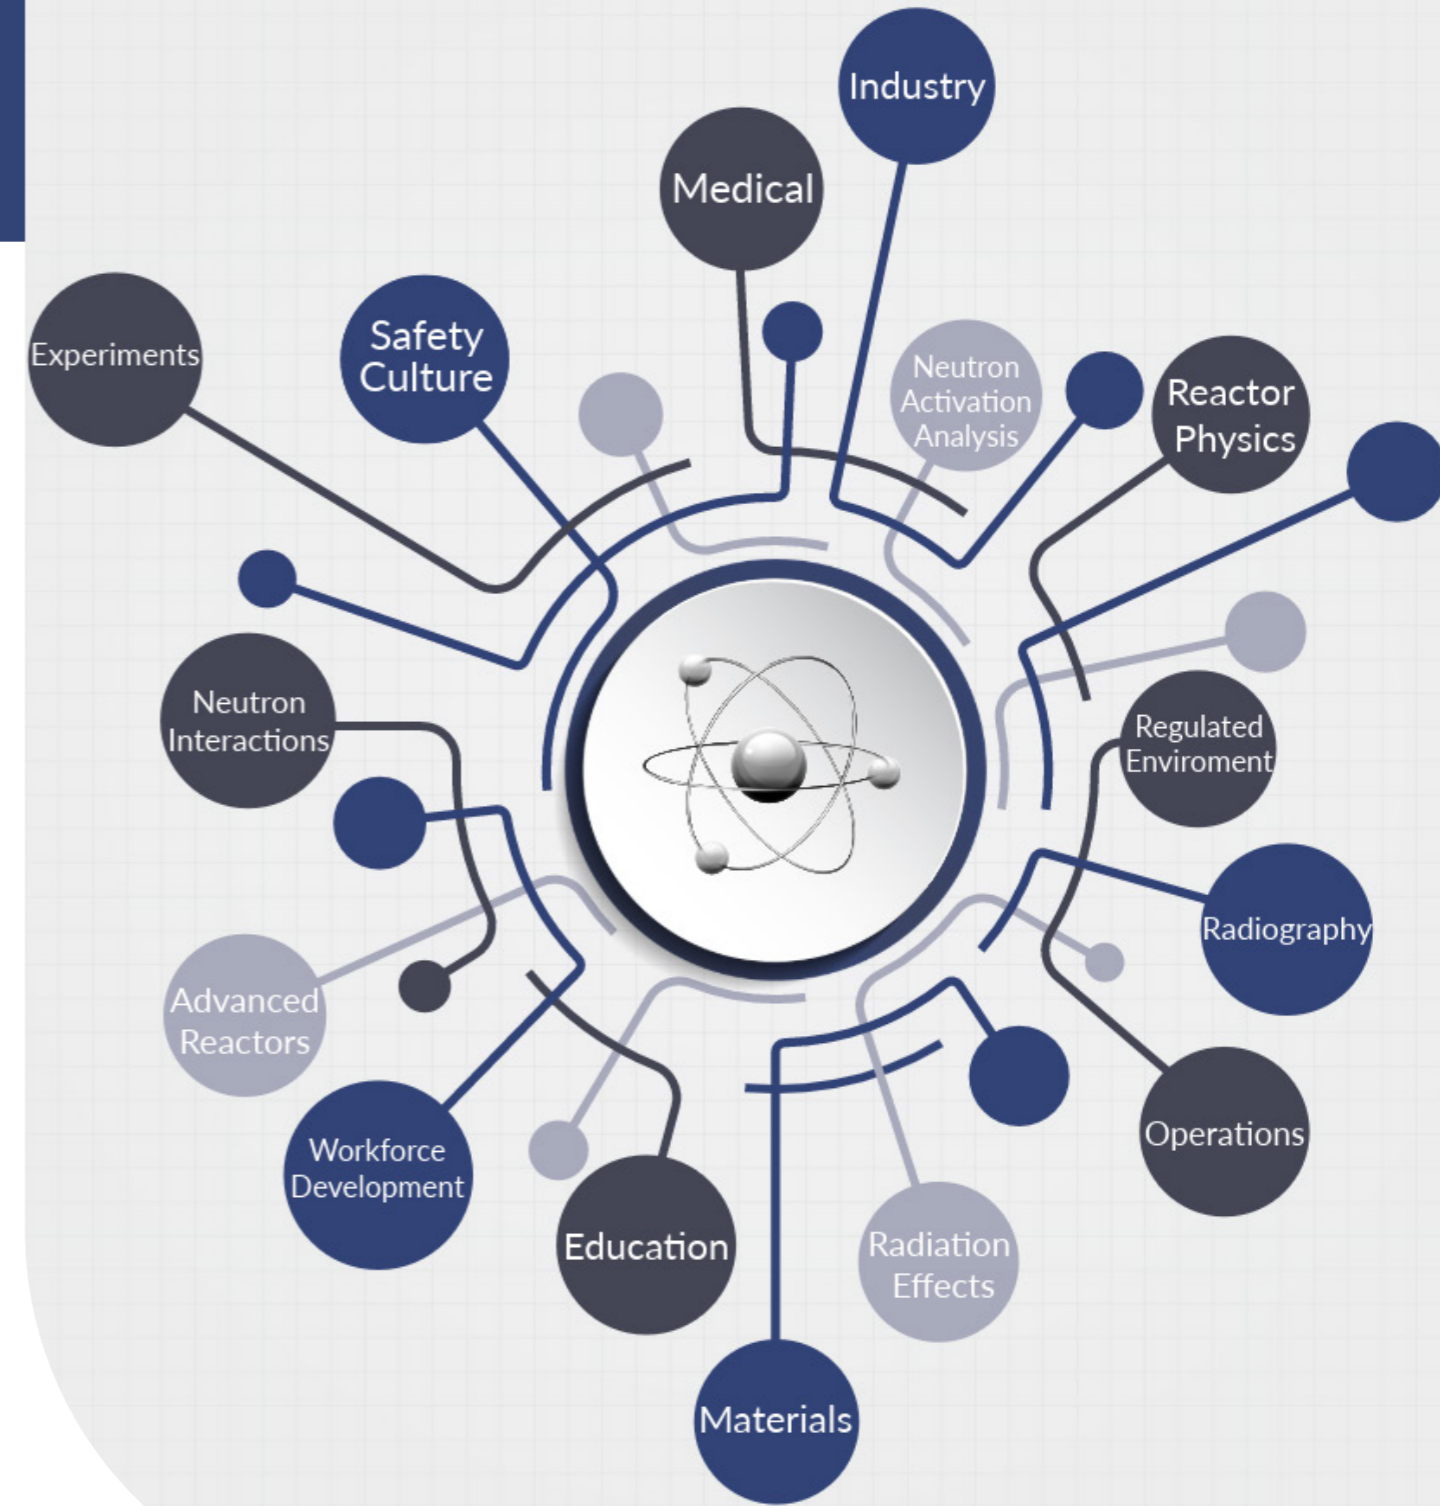 Industry
Medical
Experiments
Safety
Culture
Neutron
Activation
Analysis
Reactor
Physics
Neutron
Interactions
Regulated
Enviroment
Radiography
Advanced
Reactors
Operations
Workforce
Development
Education
Radiation
Effects
Materials